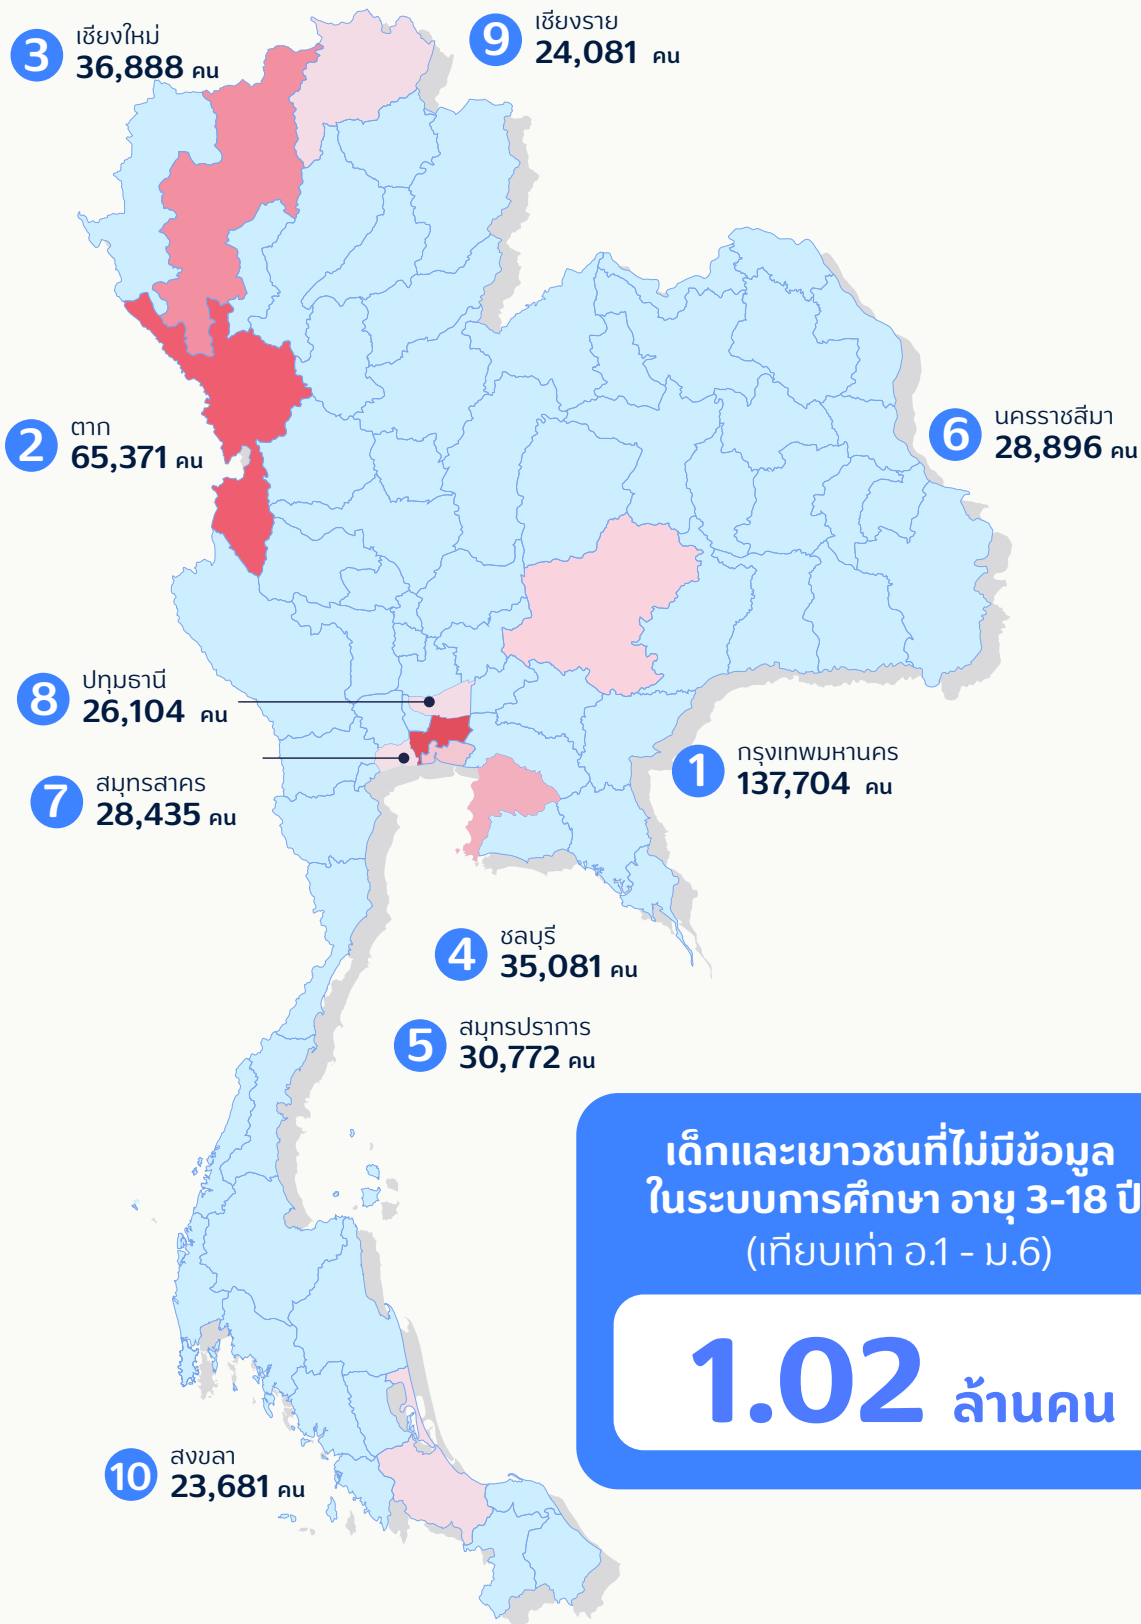 3
เชียงใหม่
36,888 คน
9
เชียงราย
24,081 คน
2
ตาก
65,371 คน
6
นครราชสีมา
28,896 คน
8
ปทุมธานี
26,104 คน
7
สมุทรสาคร
28,435 คน
1
กรุงเทพมหานคร
137,704 คน
4
ชลบุรี
35,081 คน
5
สมุทรปราการ
30,772 คน
เด็กและเยาวชนที่ไม่มีข้อมูล
ในระบบการศึกษา อายุ 3-18 ปี
(เทียบเท่า อ.1 - ม.6)
1.02 ล้านคน
10
สงขลา
23,681 คน